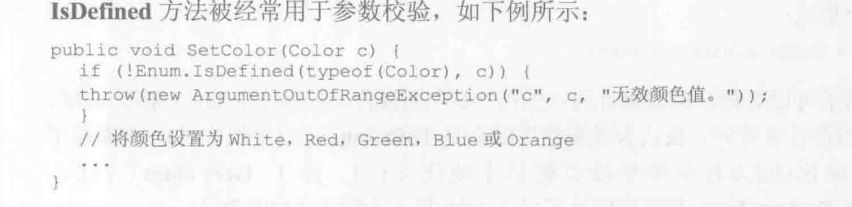 IsDefined 方法被经常用于参数校验，如下例所示：
public void SetColor(Color c) {
if (!Enum.IsDefined(typeof(Color), c)) {
throw(new ArgumentOutOfRangeException("c", c, "无效颜色值。"));
}
// 将颜色设置为 White，Red，Green，Blue 或 Orange
...
}